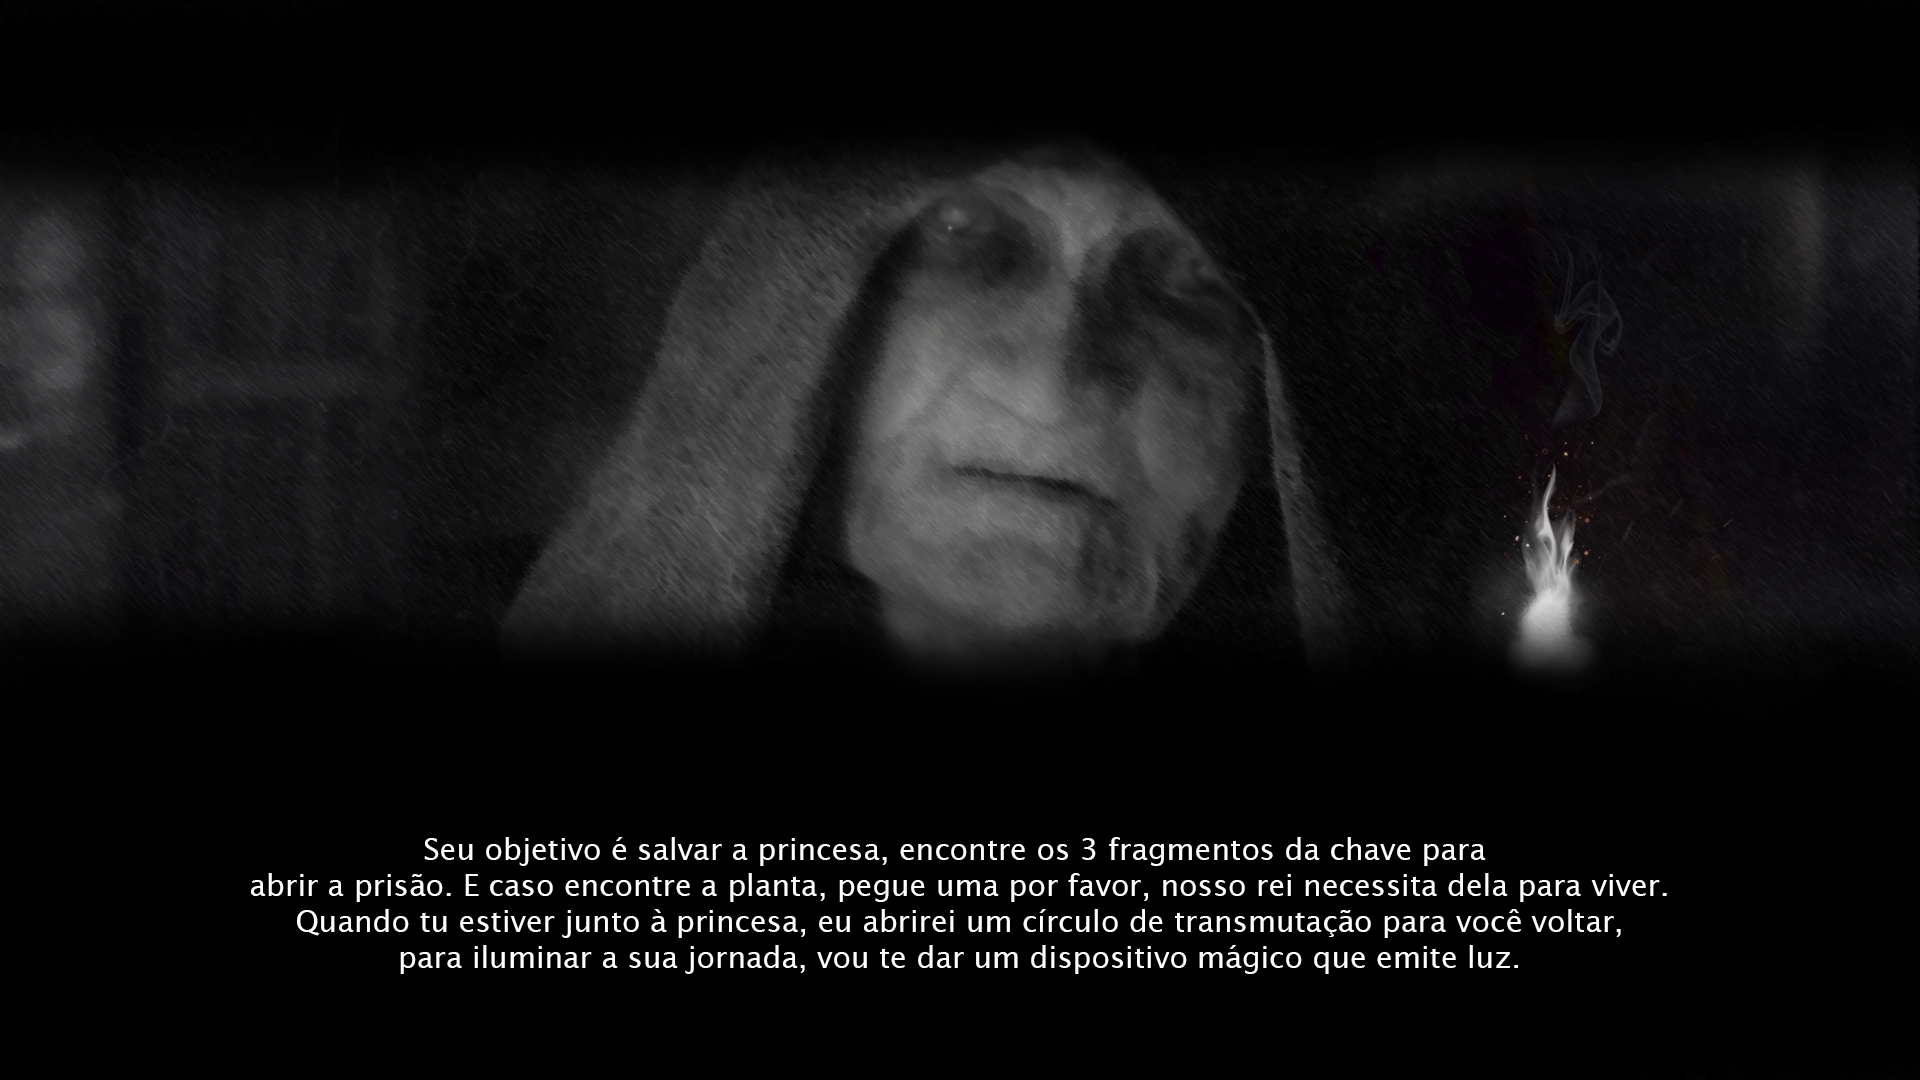 Seu objetivo é salvar a princesa, encontre os 3 fragmentos da chave para
abrir a prisão. E caso encontre a planta, pegue uma por favor, nosso rei necessita dela para viver.
Quando tu estiver junto à princesa, eu abrirei um círculo de transmutação para você voltar,
para iluminar a sua jornada, vou te dar um dispositivo mágico que emite luz.